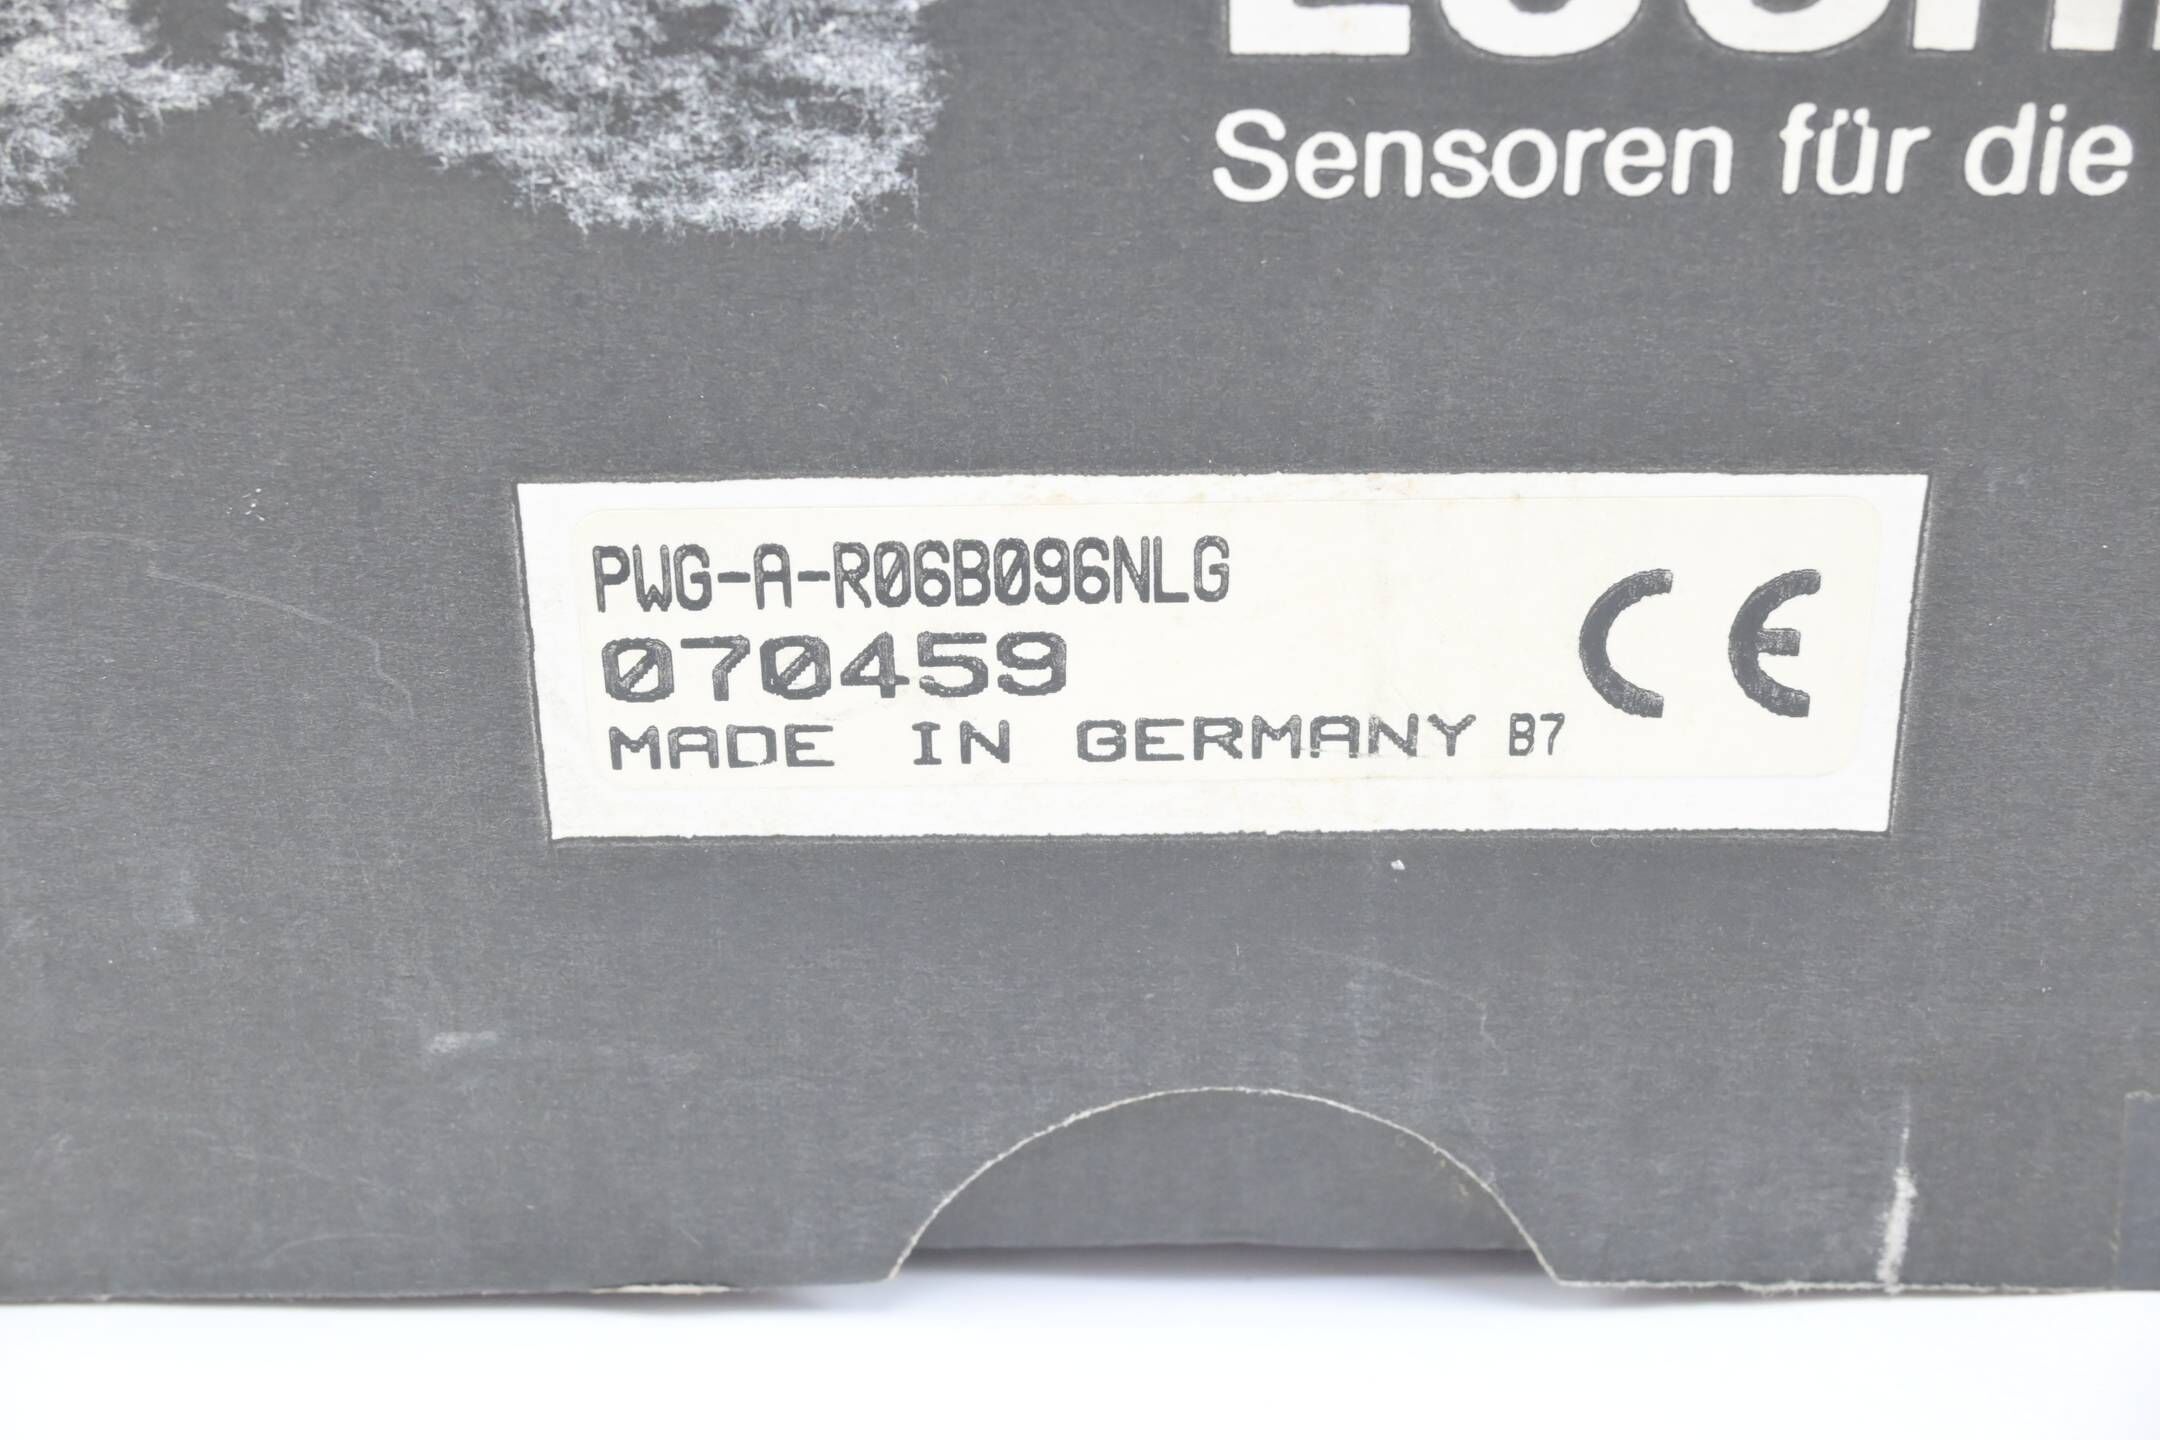 Sensoren für die
PWG-A-R06B096NLG
070459
MADE IN GERMANY B7
CE